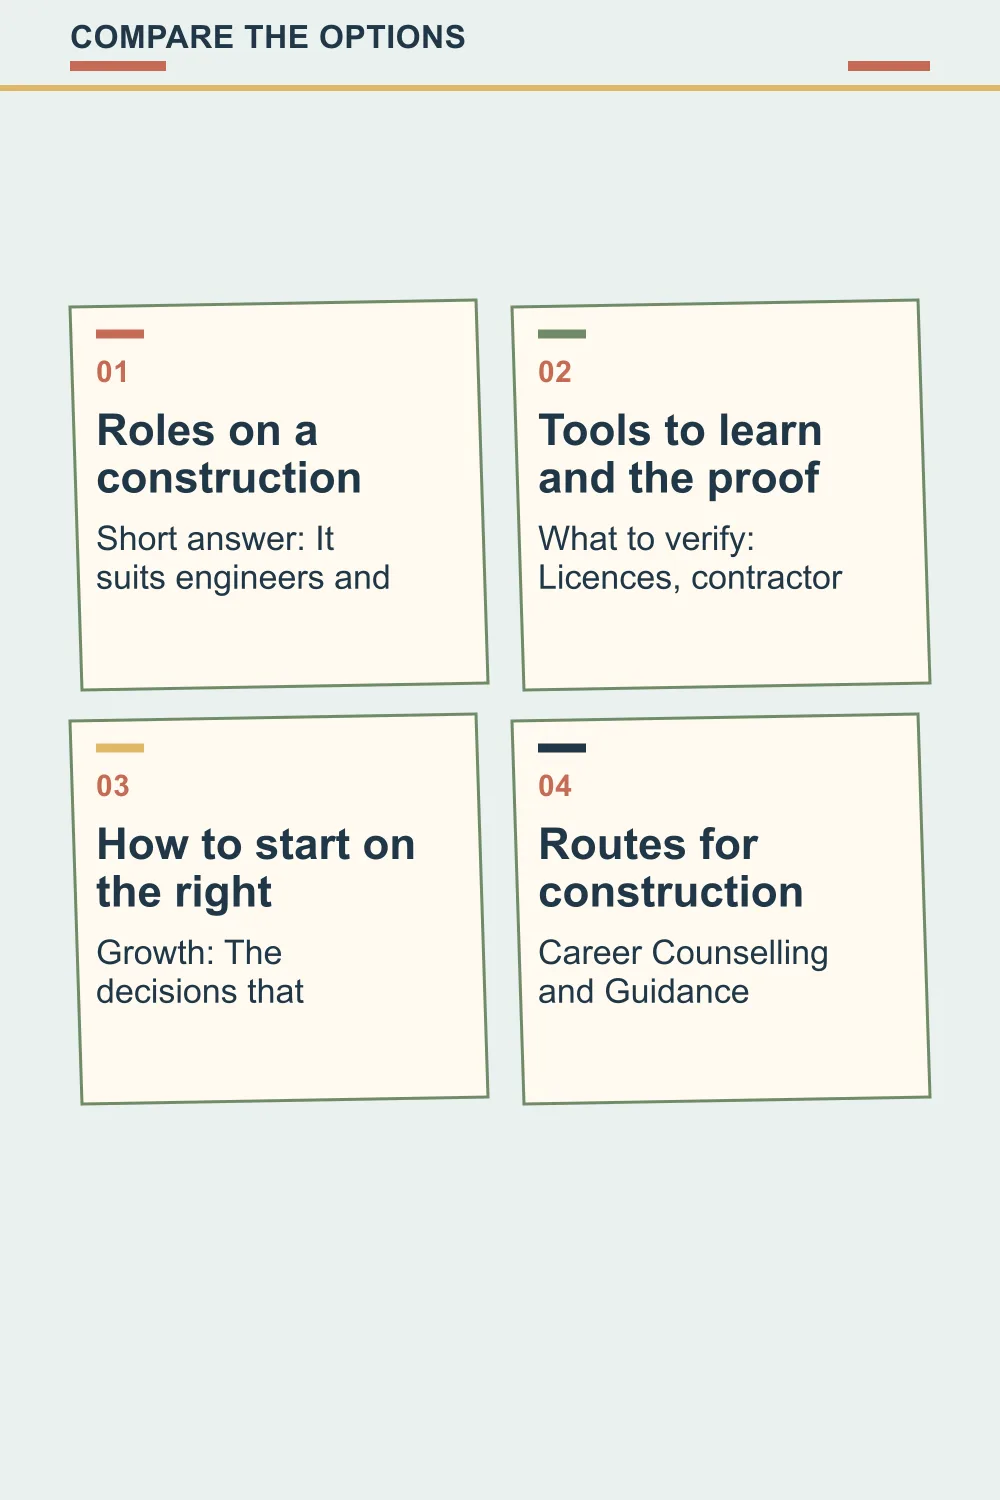 COMPARE THE OPTIONS
01
Roles on a
construction
Short answer: It
suits engineers and
02
Tools to learn
and the proof
What to verify:
Licences, contractor
03
How to start on
the right
Growth: The
decisions that
04
Routes for
construction
Career Counselling
and Guidance